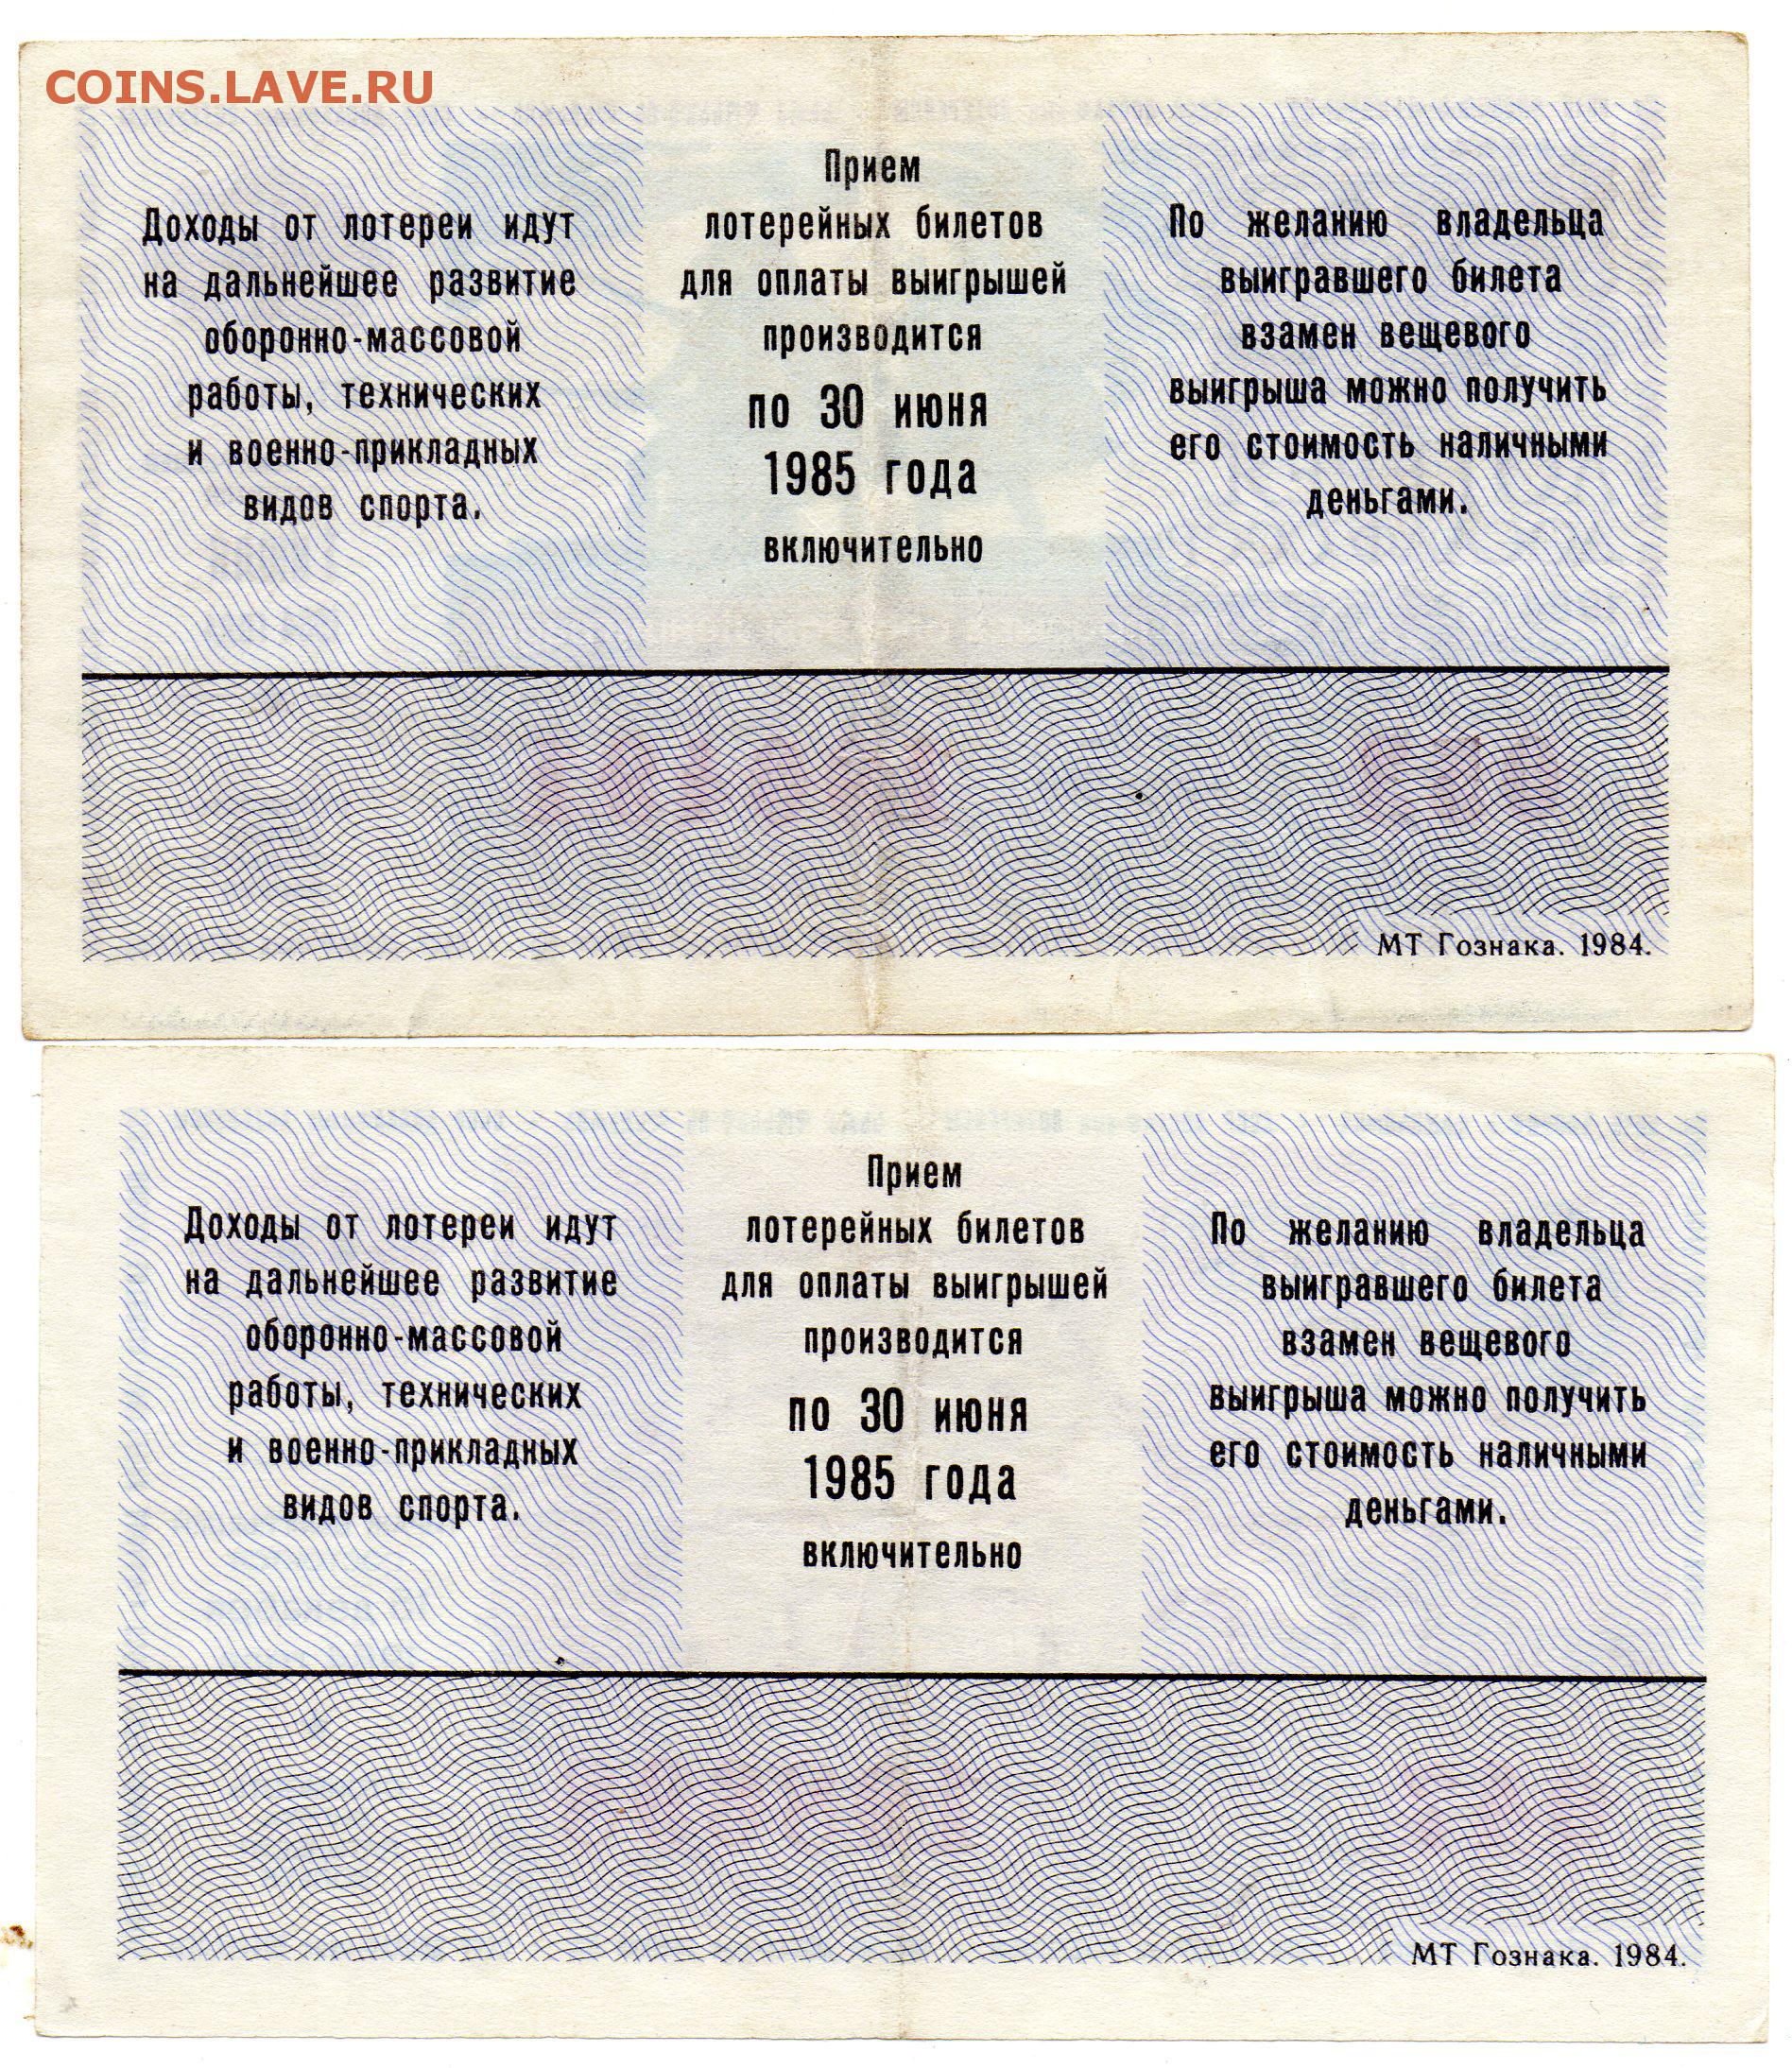 COINS.LAVE.RU
Доходы от лотереи идут
на дальнейшее развитие
оборонно-массовой
работы, технических
и военно-прикладных
видов спорта.
Прием
лотерейных билетов
для оплаты выигрышей
производится
по 30 июня
1985 года
включительно
По желанию владельца
выигравшего билета
взамен вещевого
выигрыша можно получить
его стоимость наличными
деньгами.
МТ Гознака. 1984.
Доходы от лотереи идут
на дальнейшее развитие
оборонно-массовой
работы, технических
и военно-прикладных
видов спорта.
Прием
лотерейных билетов
для оплаты выигрышей
производится
по 30 июня
1985 года
включительно
По желанию владельца
выигравшего билета
взамен вещевого
выигрыша можно получить
его стоимость наличными
деньгами.
МТ Гознака. 1984.